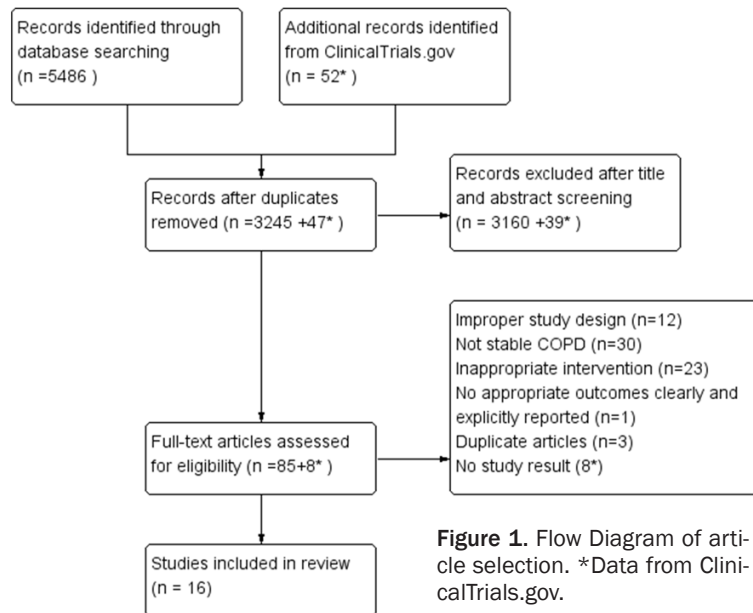 Records identified through
database searching
(n =5486 )
Additional records identified
from ClinicalTrials.gov
(n = 52* )
Records after duplicates
removed (n =3245 +47* )
Records excluded after title
and abstract screening
(n = 3160 +39* )
Improper study design (n=12)
Not stable COPD (n=30)
Inappropriate intervention (n=23)
No appropriate outcomes clearly and
explicitly reported (n=1)
Duplicate articles (n=3)
No study result (8*)
Full-text articles assessed
for eligibility (n =85+8* )
Studies included in review
(n = 16)
Figure 1. Flow Diagram of arti-
cle selection. *Data from Clini-
calTrials.gov.